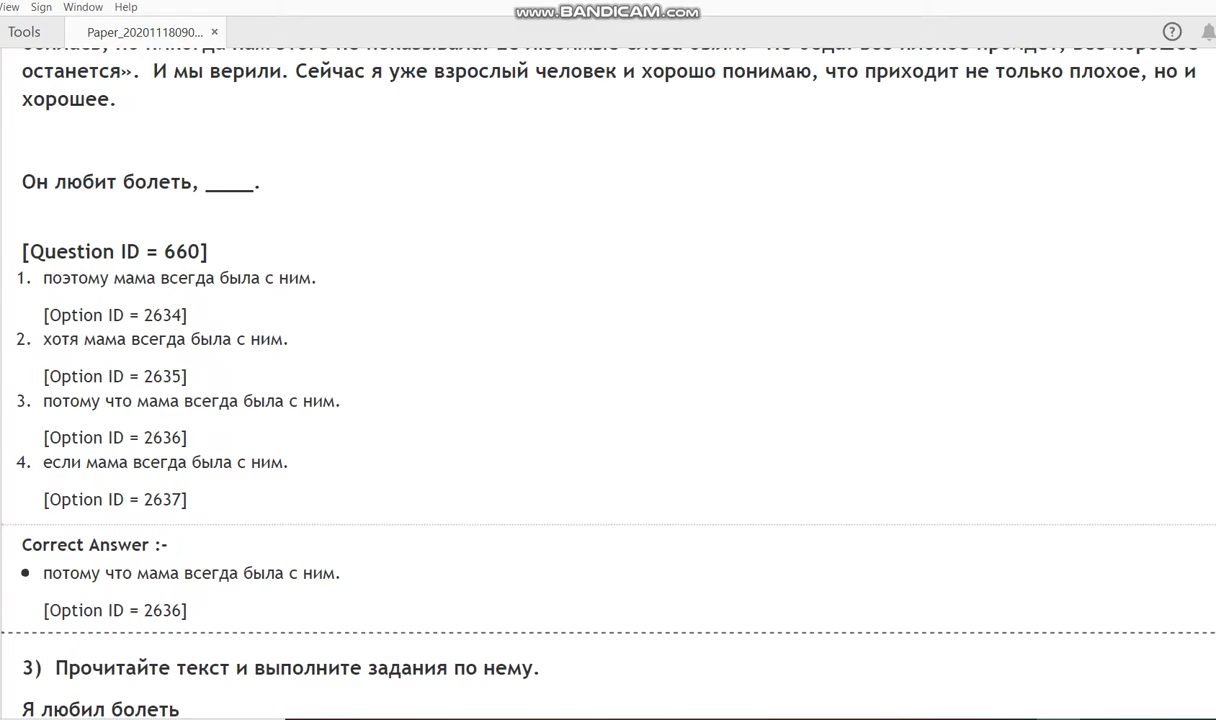 View Sign Window Help
www.BANDICAM.com
Tools Paper_20201118090... ×
останется». И мы верили. Сейчас я уже взрослый человек и хорошо понимаю, что приходит не только плохое, но и
хорошее.
Он любит болеть, _____.
[Question ID = 660]
1. поэтому мама всегда была с ним.
[Option ID = 2634]
2. хотя мама всегда была с ним.
[Option ID = 2635]
3. потому что мама всегда была с ним.
[Option ID = 2636]
4. если мама всегда была с ним.
[Option ID = 2637]
Correct Answer :-
• потому что мама всегда была с ним.
[Option ID = 2636]
3) Прочитайте текст и выполните задания по нему.
Я любил болеть